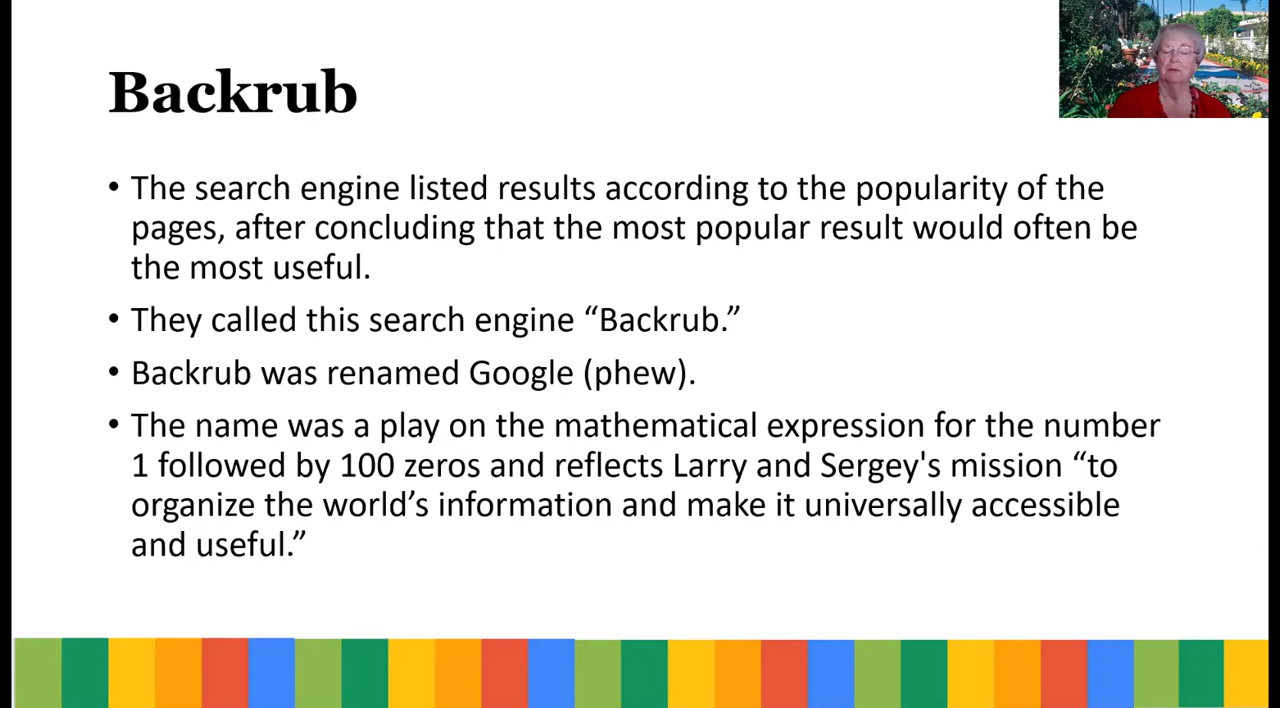 Backrub
• The search engine listed results according to the popularity of the
pages, after concluding that the most popular result would often be
the most useful.
• They called this search engine “Backrub.”
• Backrub was renamed Google (phew).
• The name was a play on the mathematical expression for the number
1 followed by 100 zeros and reflects Larry and Sergey's mission “to
organize the world’s information and make it universally accessible
and useful.”